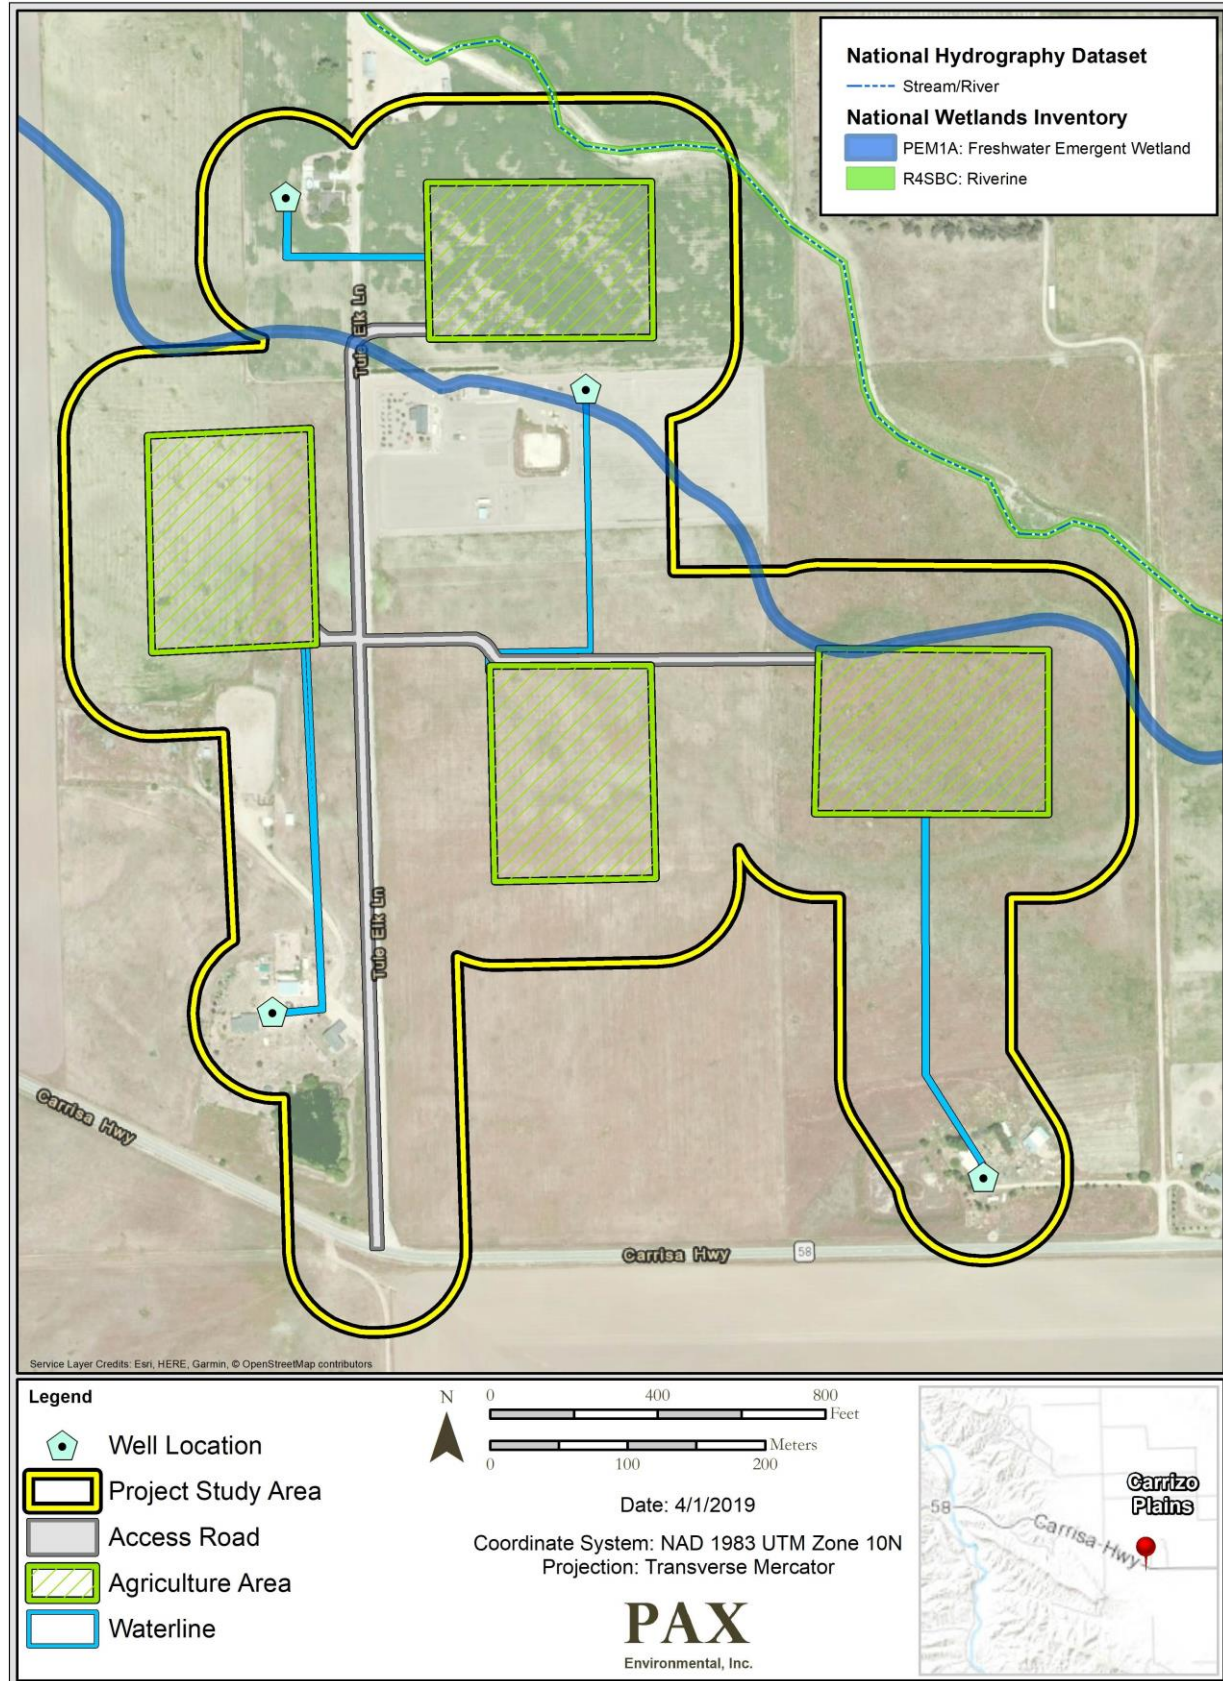 National Hydrography Dataset
Stream/River
National Wetlands Inventory
PEM1A: Freshwater Emergent Wetland
R4SBC: Riverine
Tule Elk Ln
Tule Elk Ln
Carrisa Hwy
Carrisa Hwy
58
Service Layer Credits: Esri, HERE, Garmin, © OpenStreetMap contributors
Legend
Well Location
Project Study Area
Access Road
Agriculture Area
Waterline
N
0 400 800
Feet
Meters
0 100 200
Date: 4/1/2019
Coordinate System: NAD 1983 UTM Zone 10N
Projection: Transverse Mercator
PAX
Environmental, Inc.
Carrizo
Plains
58
Carrisa Hwy